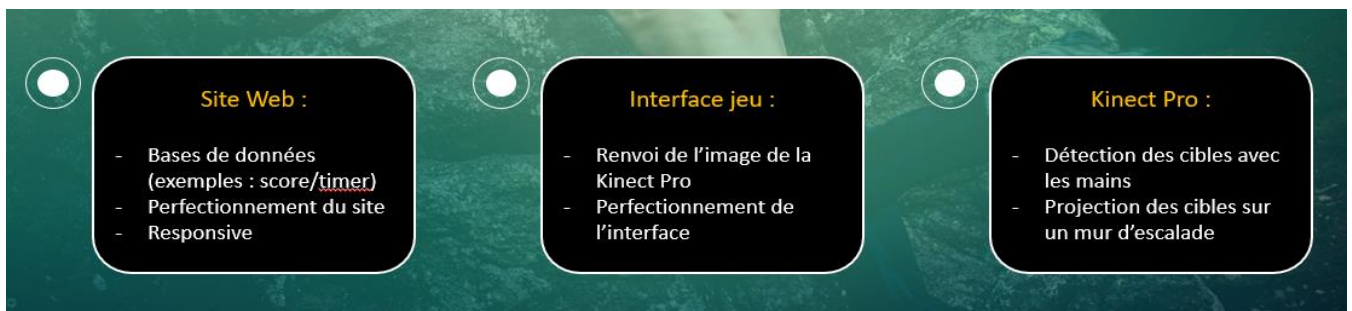 Site Web :
- Bases de données
(exemples : score/timer)
- Perfectionnement du site
- Responsive
Interface jeu :
- Renvoi de l’image de la
Kinect Pro
- Perfectionnement de
l’interface
Kinect Pro :
- Détection des cibles avec
les mains
- Projection des cibles sur
un mur d’escalade